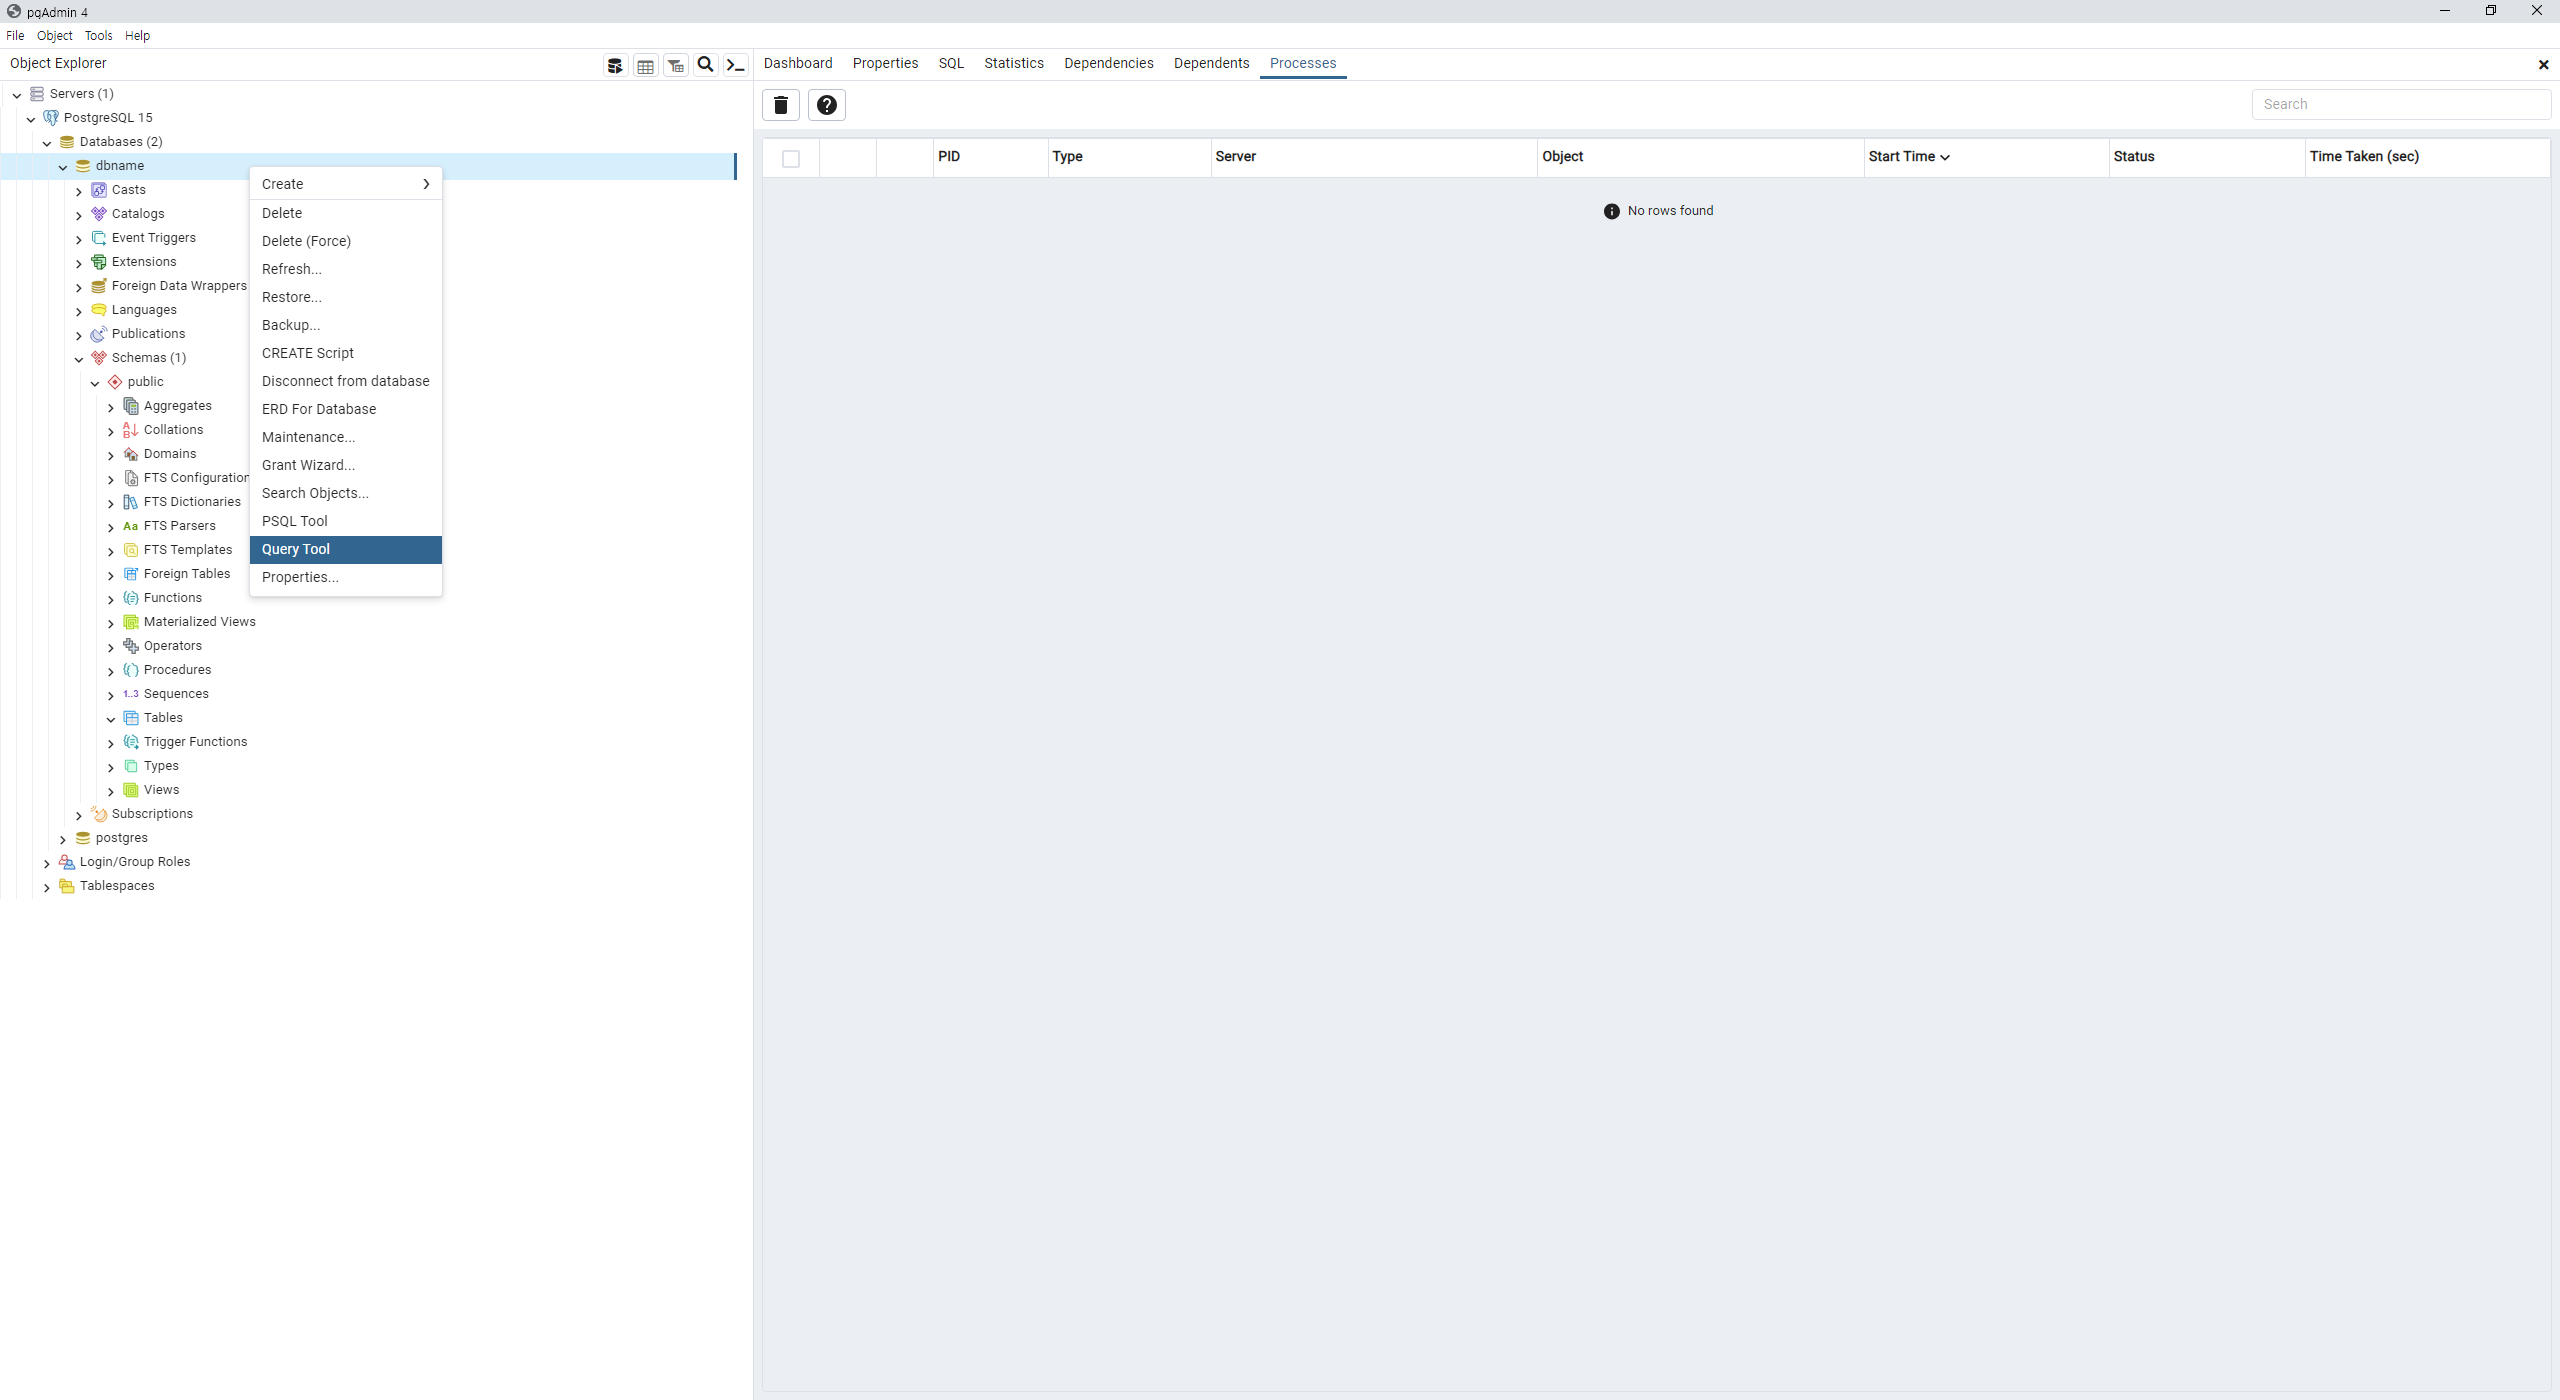 pgAdmin 4
File Object Tools Help
Object Explorer
Dashboard Properties SQL Statistics Dependencies Dependents Processes
Search
PID Type Server Object Start Time Status Time Taken (sec)
No rows found
Servers (1)
PostgreSQL 15
Databases (2)
dbname
Casts
Catalogs
Event Triggers
Extensions
Foreign Data Wrappers
Languages
Publications
Schemas (1)
public
Aggregates
Collations
Domains
FTS Configuration
FTS Dictionaries
Aa FTS Parsers
FTS Templates
Foreign Tables
Functions
Materialized Views
Operators
Procedures
1..3 Sequences
Tables
Trigger Functions
Types
Views
Subscriptions
postgres
Login/Group Roles
Tablespaces
Create
Delete
Delete (Force)
Refresh...
Restore...
Backup...
CREATE Script
Disconnect from database
ERD For Database
Maintenance...
Grant Wizard...
Search Objects...
PSQL Tool
Query Tool
Properties...